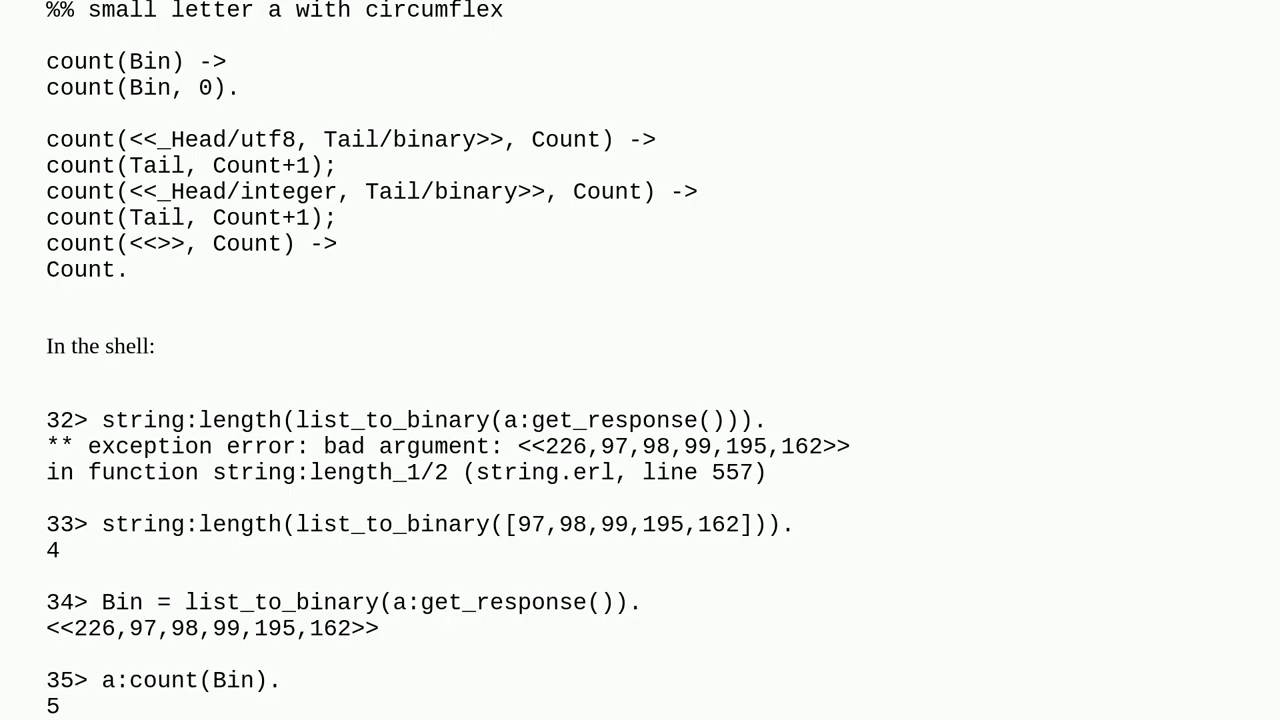 %% small letter a with circumflex
count(Bin) ->
count(Bin, 0).
count(<<_Head/utf8, Tail/binary>>, Count) ->
count(Tail, Count+1);
count(<<_Head/integer, Tail/binary>>, Count) ->
count(Tail, Count+1);
count(<<>>, Count) ->
Count.
In the shell:
32> string:length(list_to_binary(a:get_response())).
** exception error: bad argument: <<226,97,98,99,195,162>>
in function string:length_1/2 (string.erl, line 557)
33> string:length(list_to_binary([97,98,99,195,162])).
4
34> Bin = list_to_binary(a:get_response()).
<<226,97,98,99,195,162>>
35> a:count(Bin).
5